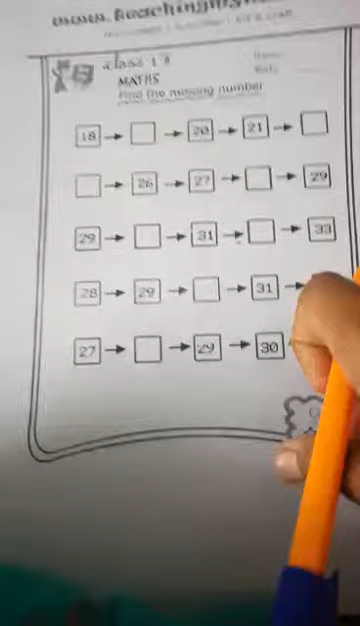 MATHS
Find the missing number
18 20 21
26 27 29
29 31 33
28 29 31
27 29 30